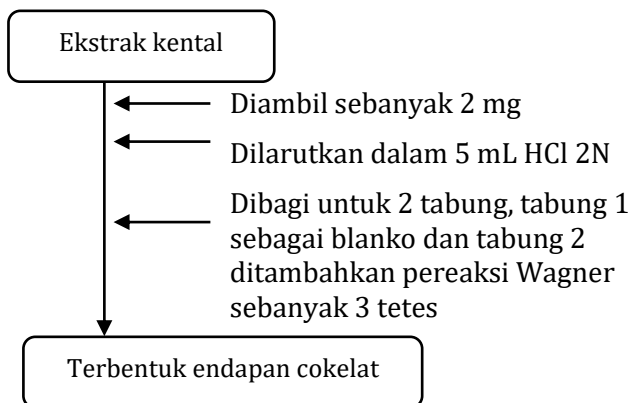 Ekstrak kental
Diambil sebanyak 2 mg
Dilarutkan dalam 5 mL HCl 2N
Dibagi untuk 2 tabung, tabung 1
sebagai blanko dan tabung 2
ditambahkan pereaksi Wagner
sebanyak 3 tetes
Terbentuk endapan cokelat